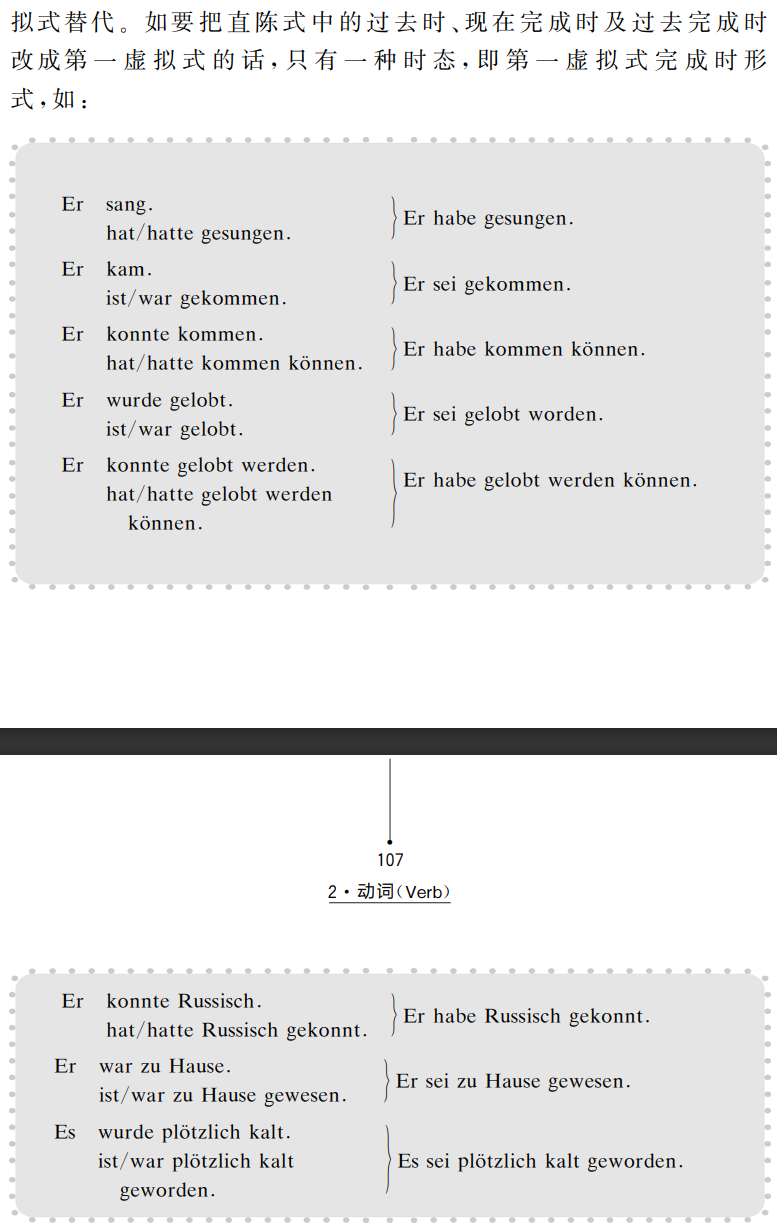 拟式替代。如要把直陈式中的过去时、现在完成时及过去完成时
改成第一虚拟式的话,只有一种时态,即第一虚拟式完成时形
式,如:
Er sang.
hat/hatte gesungen.
Er habe gesungen.
Er kam.
ist/war gekommen.
Er sei gekommen.
Er konnte kommen.
hat/hatte kommen können.
Er habe kommen können.
Er wurde gelobt.
ist/war gelobt.
Er sei gelobt worden.
Er konnte gelobt werden.
hat/hatte gelobt werden
können.
Er habe gelobt werden können.
107
2·动词(Verb)
Er konnte Russisch.
hat/hatte Russisch gekonnt.
Er habe Russisch gekonnt.
Er war zu Hause.
ist/war zu Hause gewesen.
Er sei zu Hause gewesen.
Es wurde plötzlich kalt.
ist/war plötzlich kalt
geworden.
Es sei plötzlich kalt geworden.